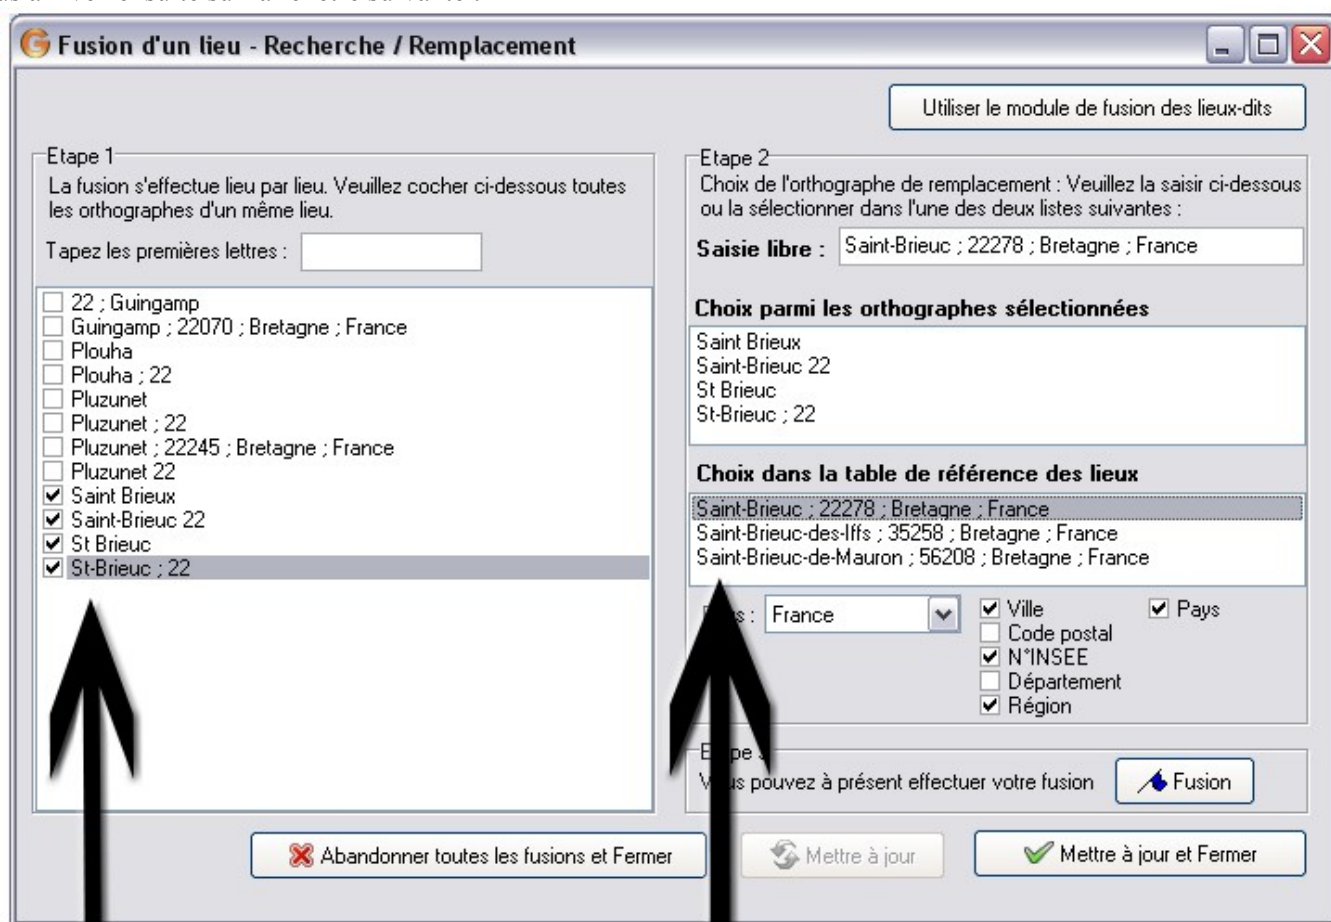 Fusion d'un lieu - Recherche / Remplacement
Utiliser le module de fusion des lieux-dits
Etape 1
La fusion s'effectue lieu par lieu. Veuillez cocher ci-dessous toutes
les orthographes d'un même lieu.
Tapez les premières lettres :
22 ; Guingamp
Guingamp ; 22070 ; Bretagne ; France
Plouha
Plouha ; 22
Pluzunet
Pluzunet ; 22
Pluzunet ; 22245 ; Bretagne ; France
Pluzunet 22
Saint Brieux
Saint-Brieuc 22
St Brieuc
St-Brieuc ; 22
Etape 2
Choix de l'orthographe de remplacement : Veuillez la saisir ci-dessous
ou la sélectionner dans l'une des deux listes suivantes :
Saisie libre : Saint-Brieuc ; 22278 ; Bretagne ; France
Choix parmi les orthographes sélectionnées
Saint Brieux
Saint-Brieuc 22
St Brieuc
St-Brieuc ; 22
Choix dans la table de référence des lieux
Saint-Brieuc ; 22278 ; Bretagne ; France
Saint-Brieuc-des-Iffs ; 35258 ; Bretagne ; France
Saint-Brieuc-de-Mauron ; 56208 ; Bretagne ; France
France
Ville
Pays
Code postal
N°INSEE
Département
Région
pouvez à présent effectuer votre fusion
Fusion
Abandonner toutes les fusions et Fermer
Mettre à jour
Mettre à jour et Fermer